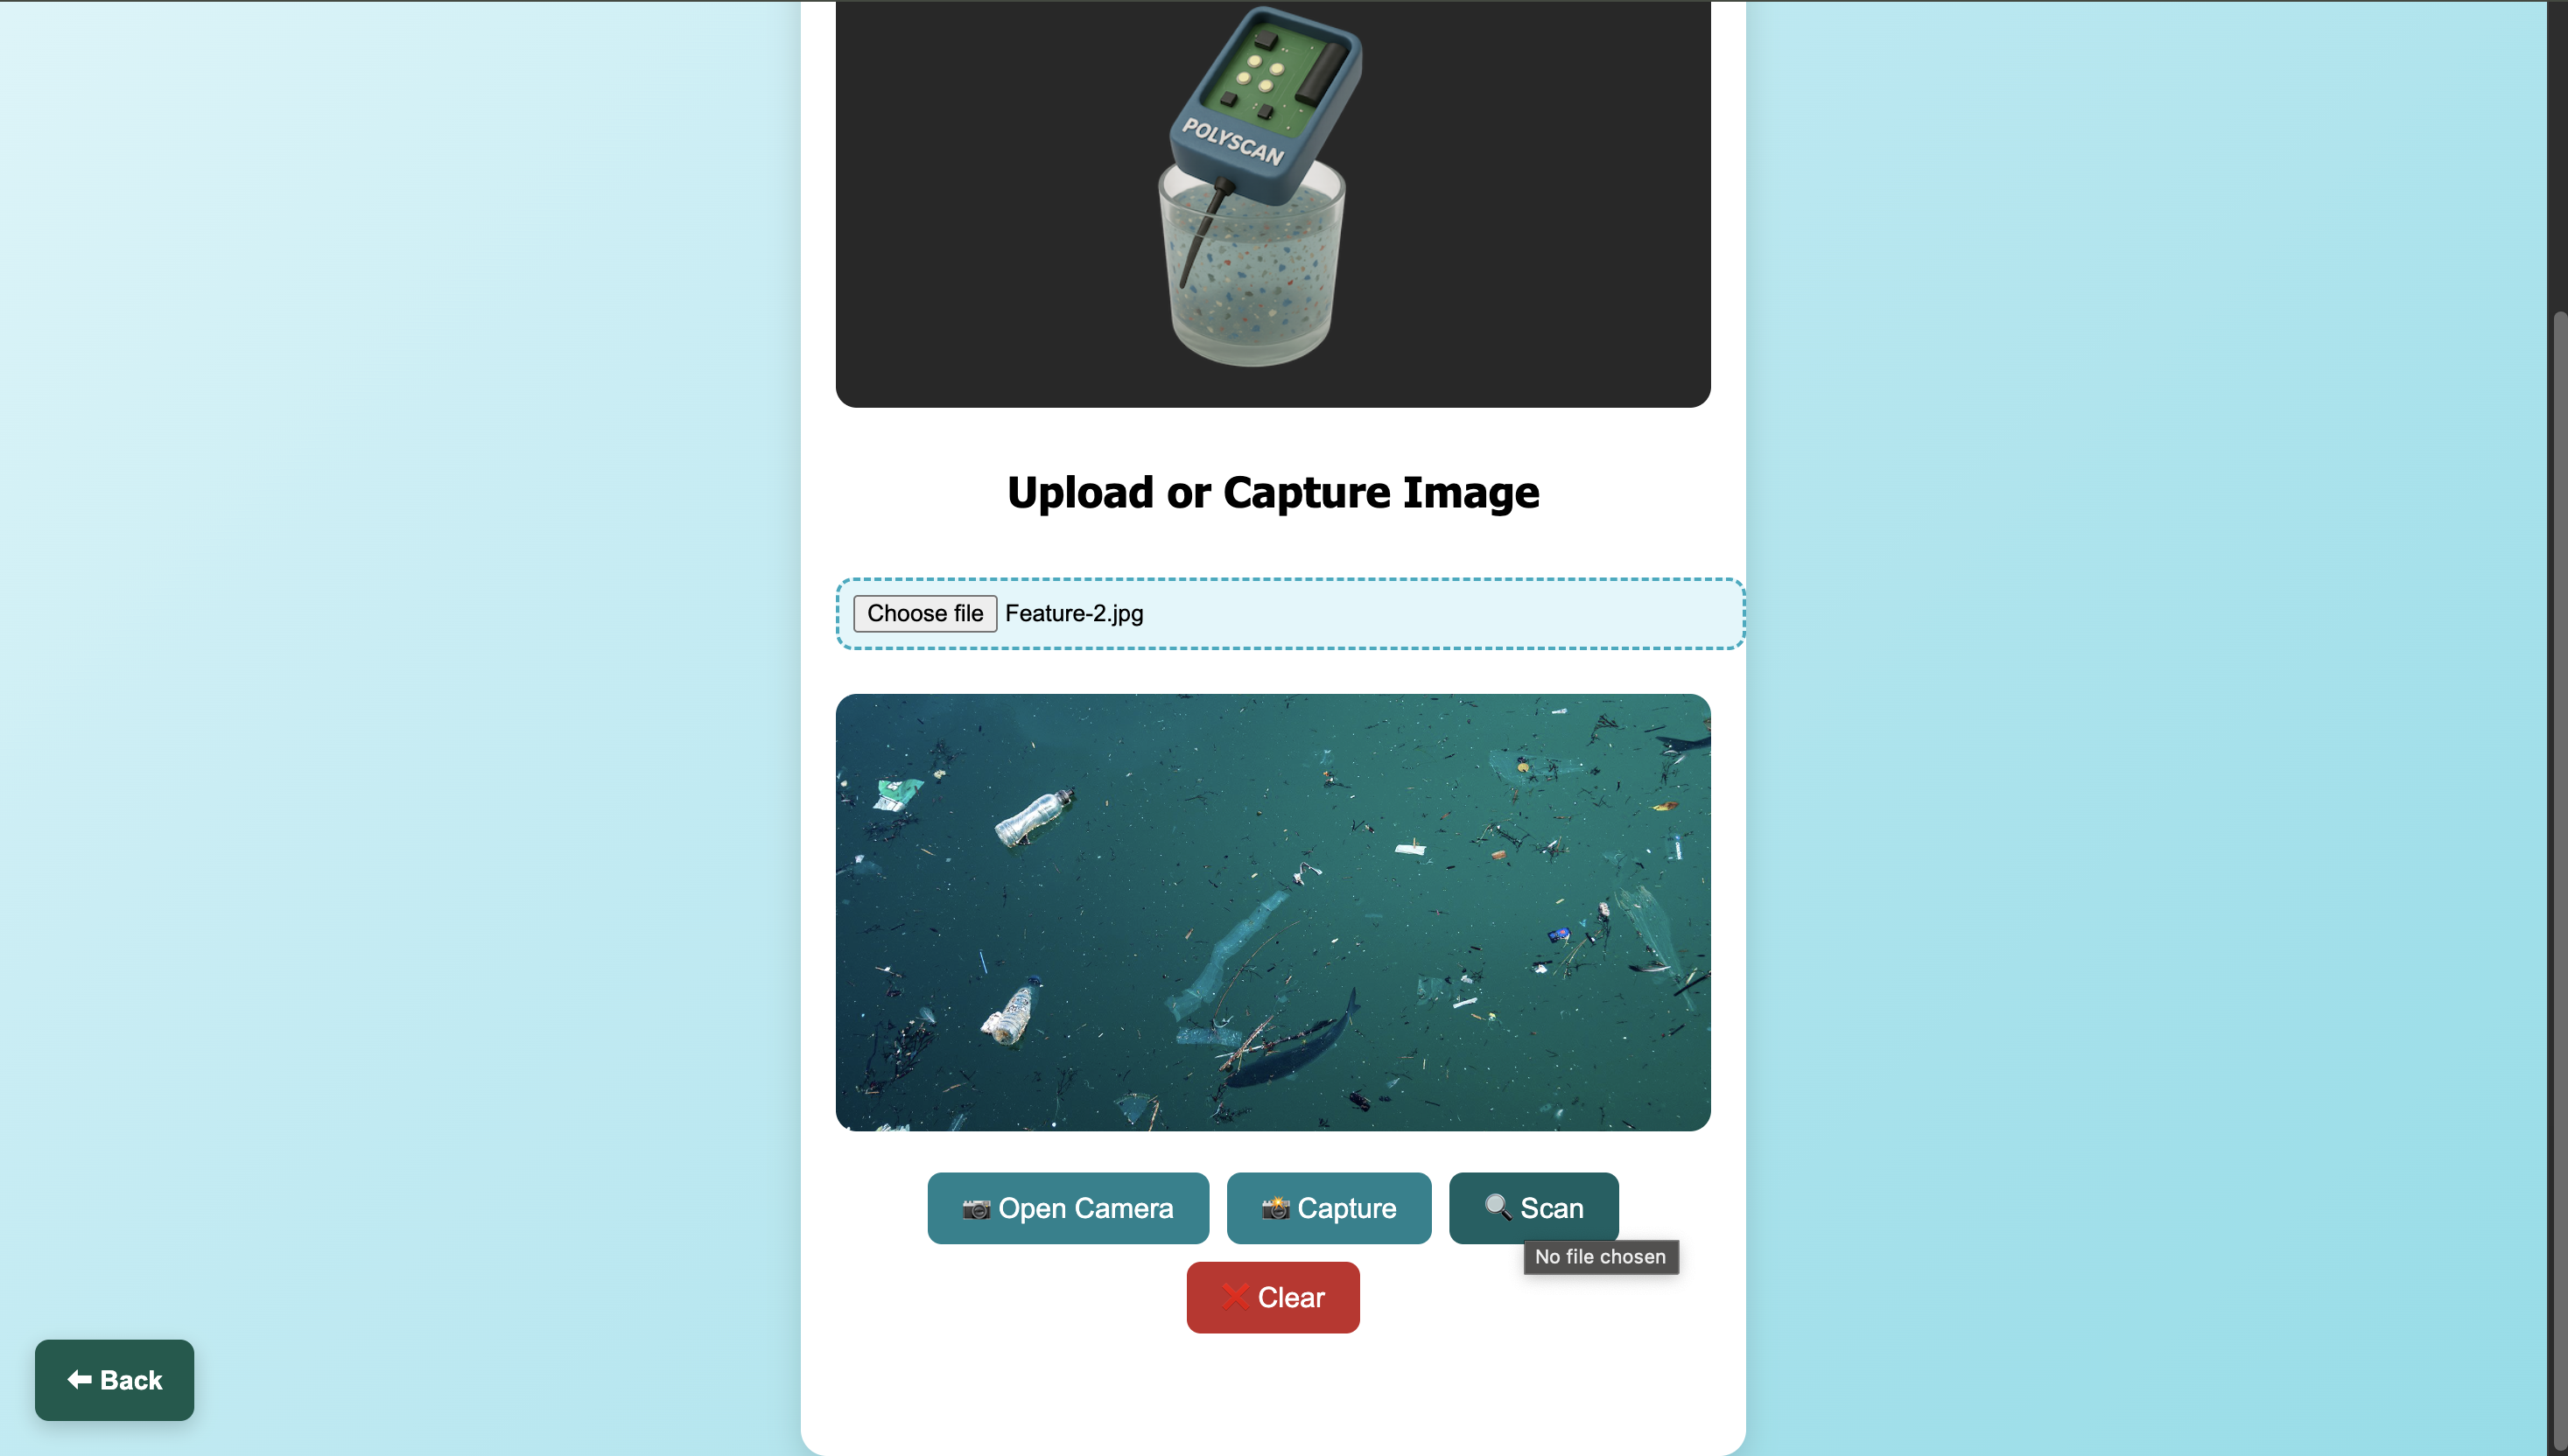 POLYSCAN
Upload or Capture Image
Choose file Feature-2.jpg
Open Camera
Capture
Scan
No file chosen
Clear
Back